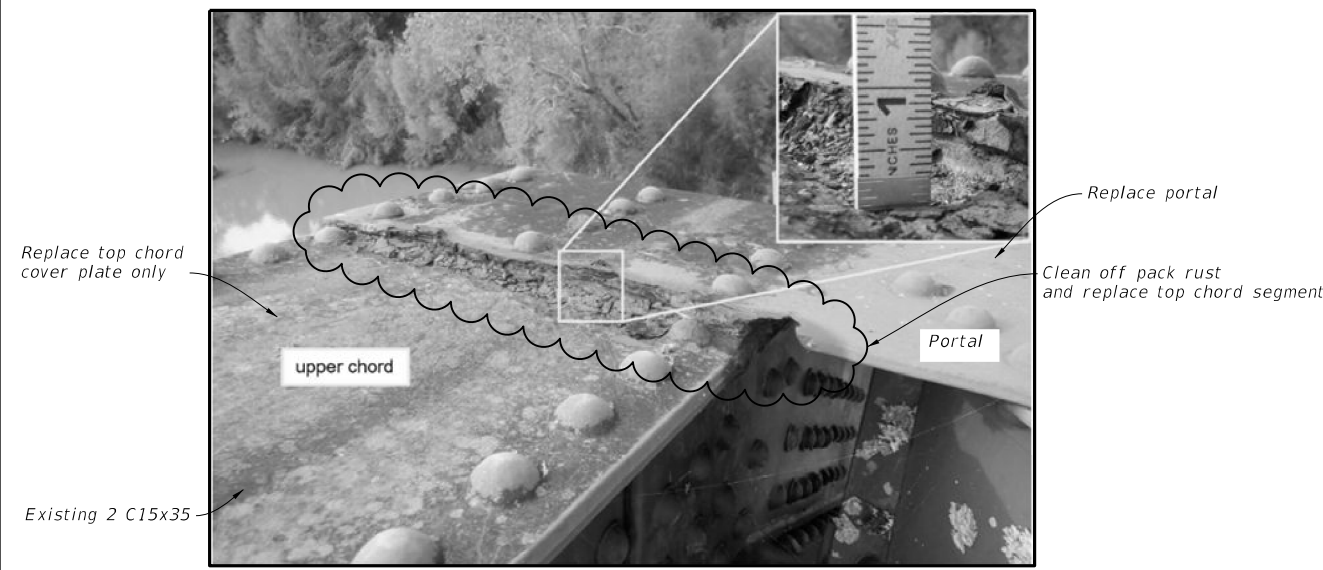 Replace top chord
cover plate only
upper chord
Existing 2 C15x35
1
INCHES
Replace portal
Clean off pack rust
and replace top chord segment
Portal